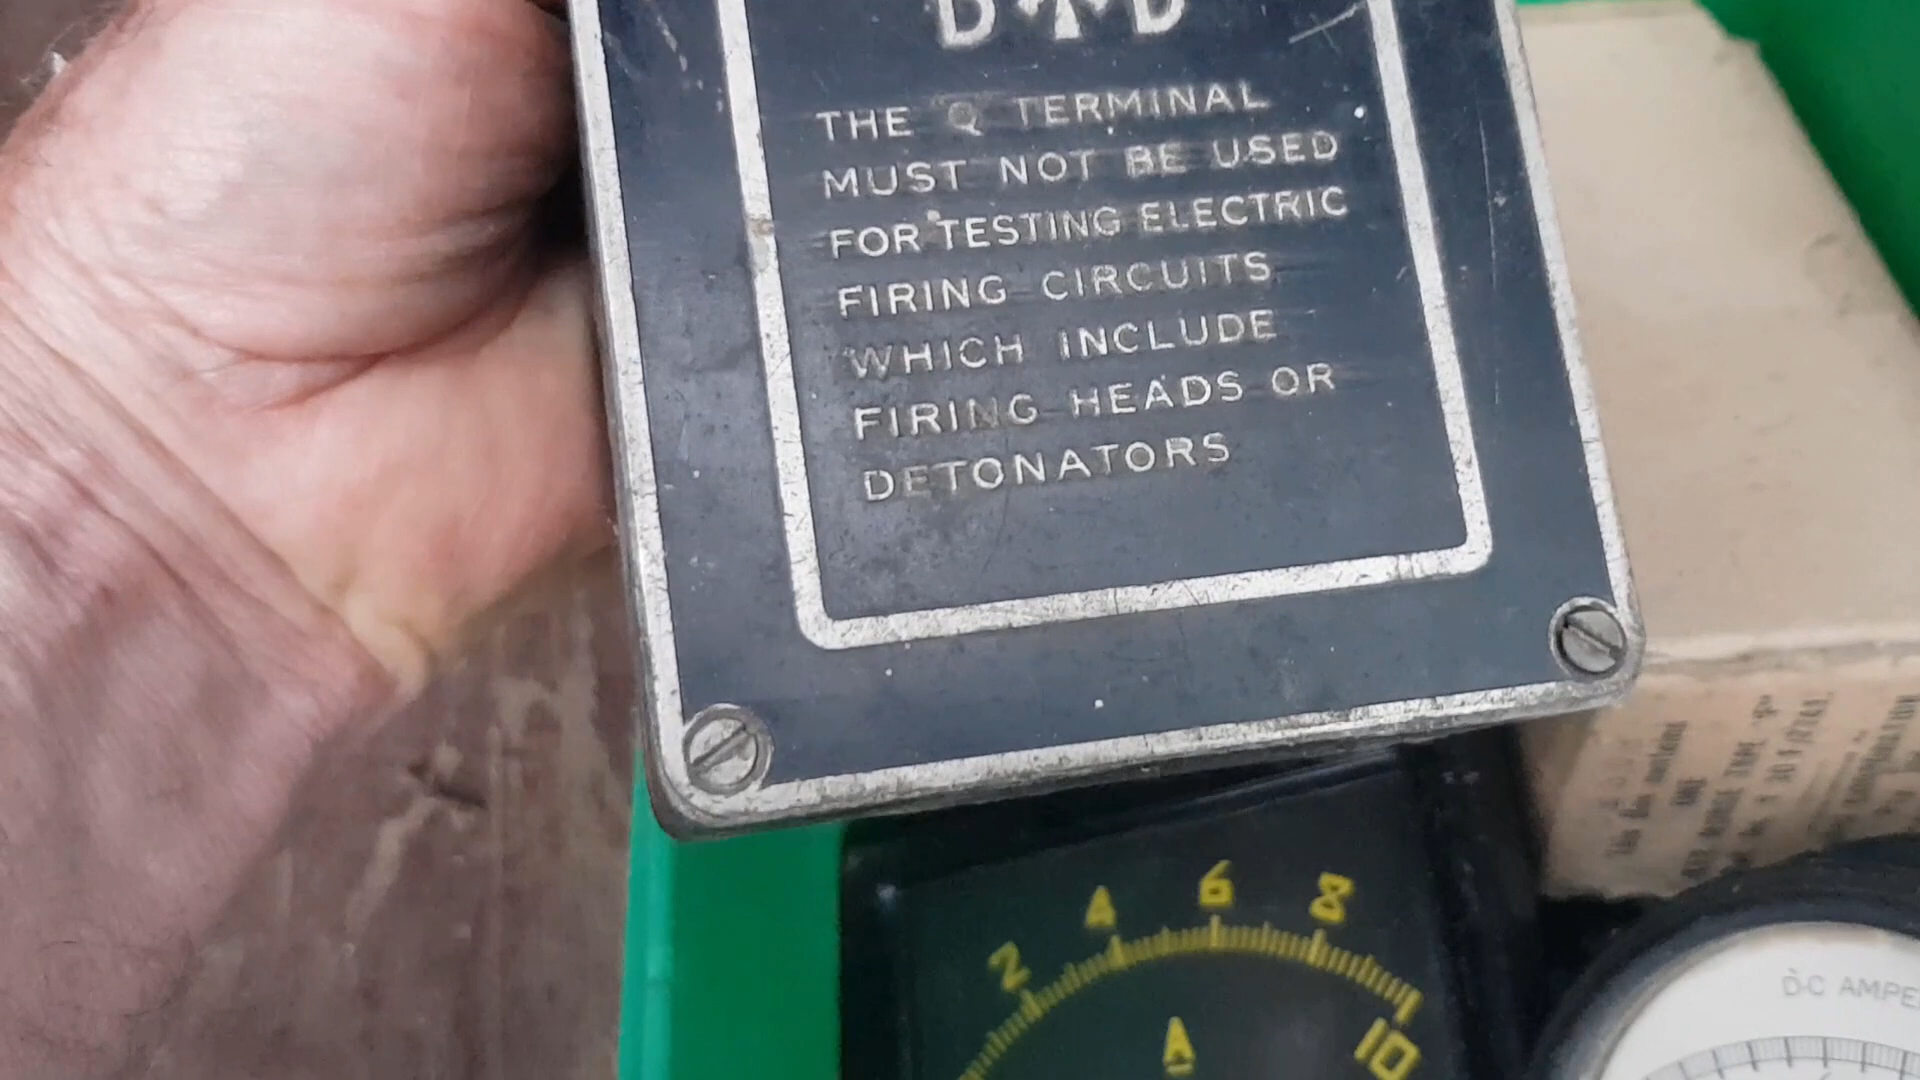 D D
THE Q TERMINAL
MUST NOT BE USED
FOR TESTING ELECTRIC
FIRING CIRCUITS
WHICH INCLUDE
FIRING HEADS OR
DETONATORS
2 4 6 8 10
A
D·C AMPE